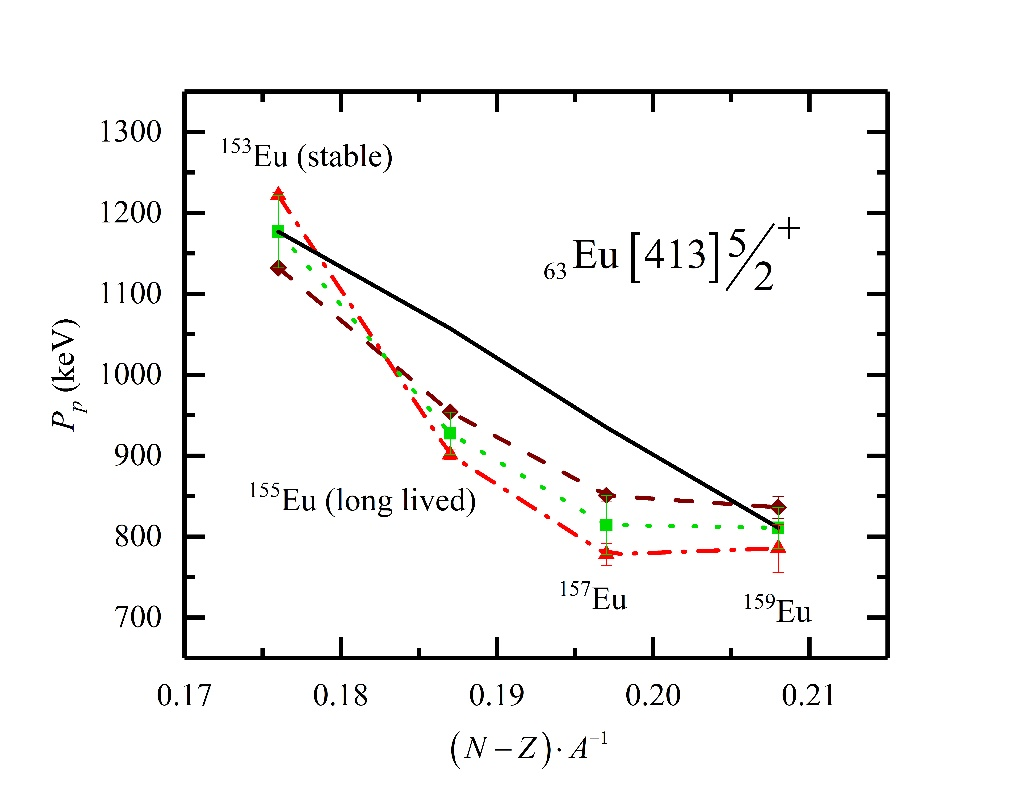 1300
1200
1100
1000
900
800
700
P_p (keV)
¹⁵³Eu (stable)
₆₃Eu [413] 5/2⁺
¹⁵⁵Eu (long lived)
¹⁵⁷Eu
¹⁵⁹Eu
0.17 0.18 0.19 0.20 0.21
(N − Z) · A⁻¹